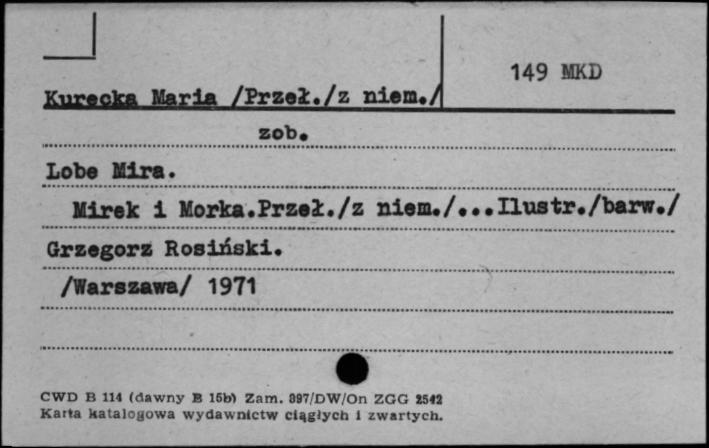 149 MKD
Kurecka Maria /Przeł./z niem./
zob.
Lobe Mira.
Mirek i Morka.Przeł./z niem./...Ilustr./barw./
Grzegorz Rosiński.
/Warszawa/ 1971
CWD B 114 (dawny B 15b) Zam. 397/DW/On ZGG 2542
Karta katalogowa wydawnictw ciągłych i zwartych.